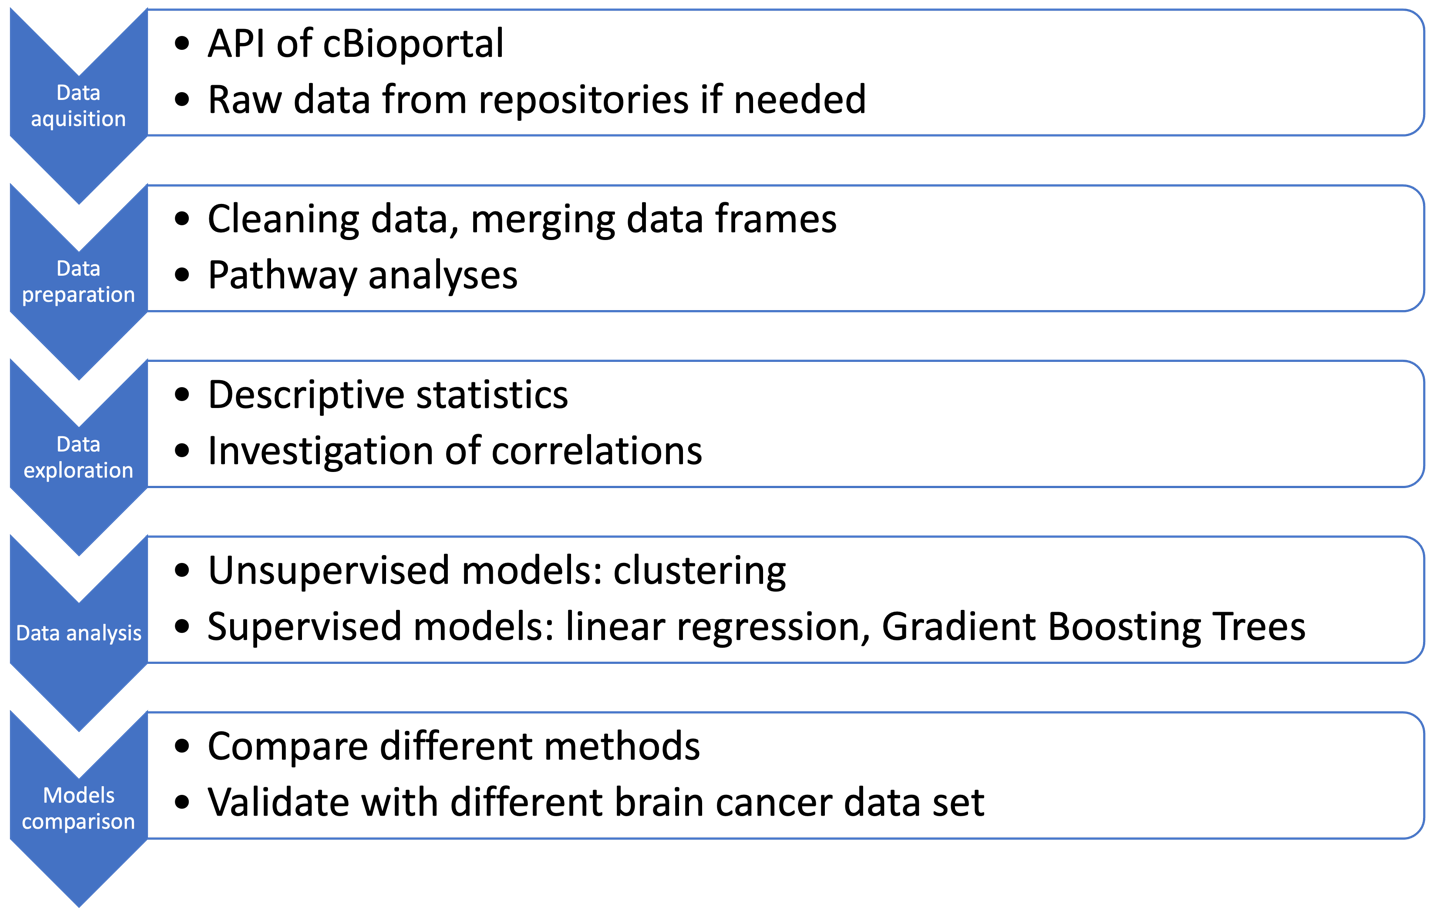 Data
aquisition
• API of cBioportal
• Raw data from repositories if needed
Data
preparation
• Cleaning data, merging data frames
• Pathway analyses
Data
exploration
• Descriptive statistics
• Investigation of correlations
Data analysis
• Unsupervised models: clustering
• Supervised models: linear regression, Gradient Boosting Trees
Models
comparison
• Compare different methods
• Validate with different brain cancer data set